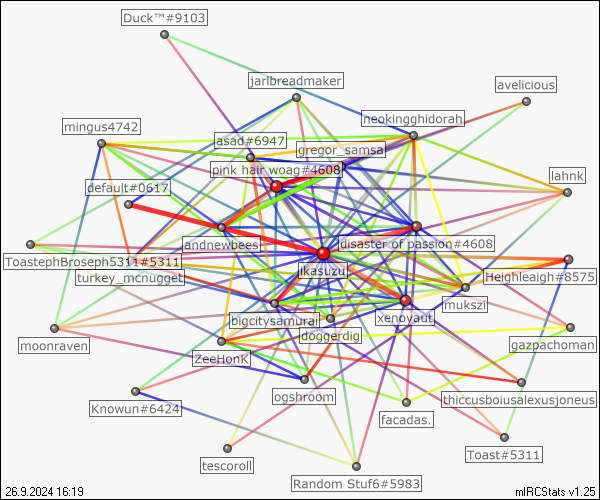 Duck™#9103
jarlbreadmaker
avelicious
neokingghidorah
mingus4742
asad#6947
gregor_samsa
pink hair woag#4608
lahnk
default#0617
andnewbees
disaster of passion#4608
ToastephBroseph5311#5311
ikasuzu
turkey_mcnugget
Heighleaigh#8575
mukszi
bigcitysamurai
xenoyadt
doggerdig
moonraven
gazpachoman
ZeeHonK
ogshroom
thiccusboiusalexusjoneus
Knowun#6424
facadas.
Toast#5311
tescoroll
Random Stuf6#5983
26.9.2024 16:19
mIRCStats v1.25